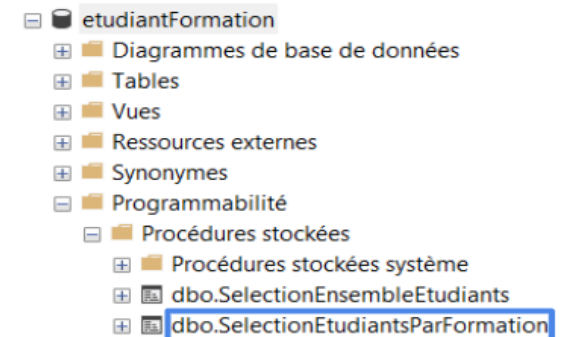 etudiantFormation
Diagrammes de base de données
Tables
Vues
Ressources externes
Synonymes
Programmabilité
Procédures stockées
Procédures stockées système
dbo.SelectionEnsembleEtudiants
dbo.SelectionEtudiantsParFormation